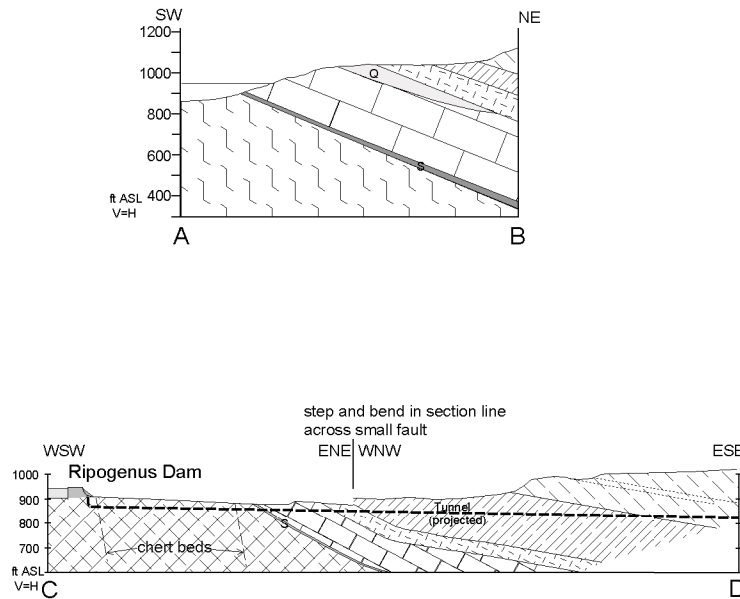 SW
NE
1200
1000
Q
800
600
S
400
ft ASL
V=H
A
B
step and bend in section line
across small fault
WSW
ENE WNW
ESE
1000
Ripogenus Dam
900
Tunnel
(projected)
800
S
chert beds
700
ft ASL
V=H
C
D